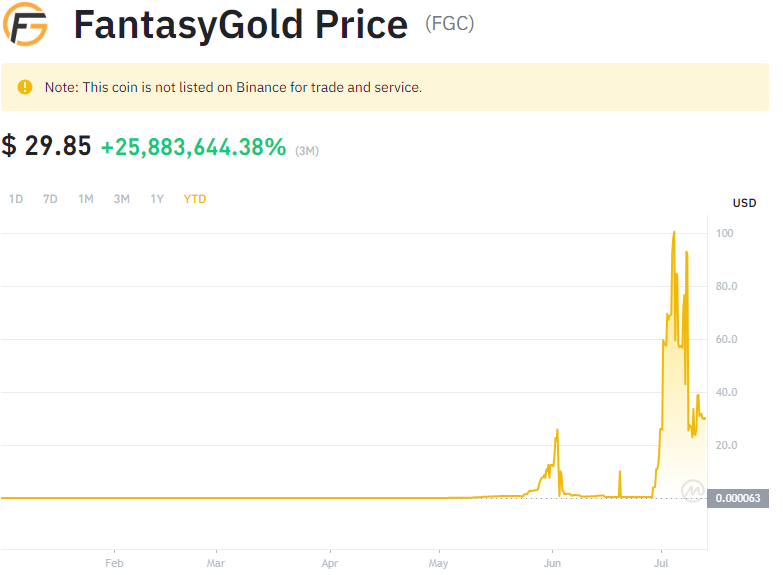 FantasyGold Price (FGC)
Note: This coin is not listed on Binance for trade and service.
$ 29.85 +25,883,644.38% (3M)
1D 7D 1M 3M 1Y YTD
USD
100
80.0
60.0
40.0
20.0
0.000063
Feb Mar Apr May Jun Jul